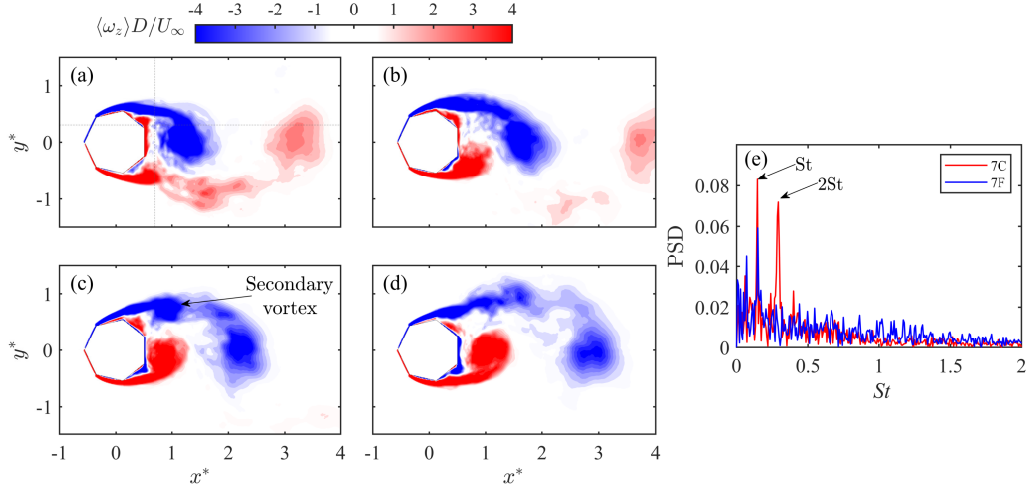 ⟨ω_z⟩D/U_∞
-4 -3 -2 -1 0 1 2 3 4
(a)
1
0
-1
y*
(b)
(c)
Secondary
vortex
1
0
-1
y*
-1 0 1 2 3 4
x*
(d)
-1 0 1 2 3 4
x*
(e)
St
2St
7C
7F
0.08
0.06
0.04
0.02
0
PSD
0 0.5 1 1.5 2
St